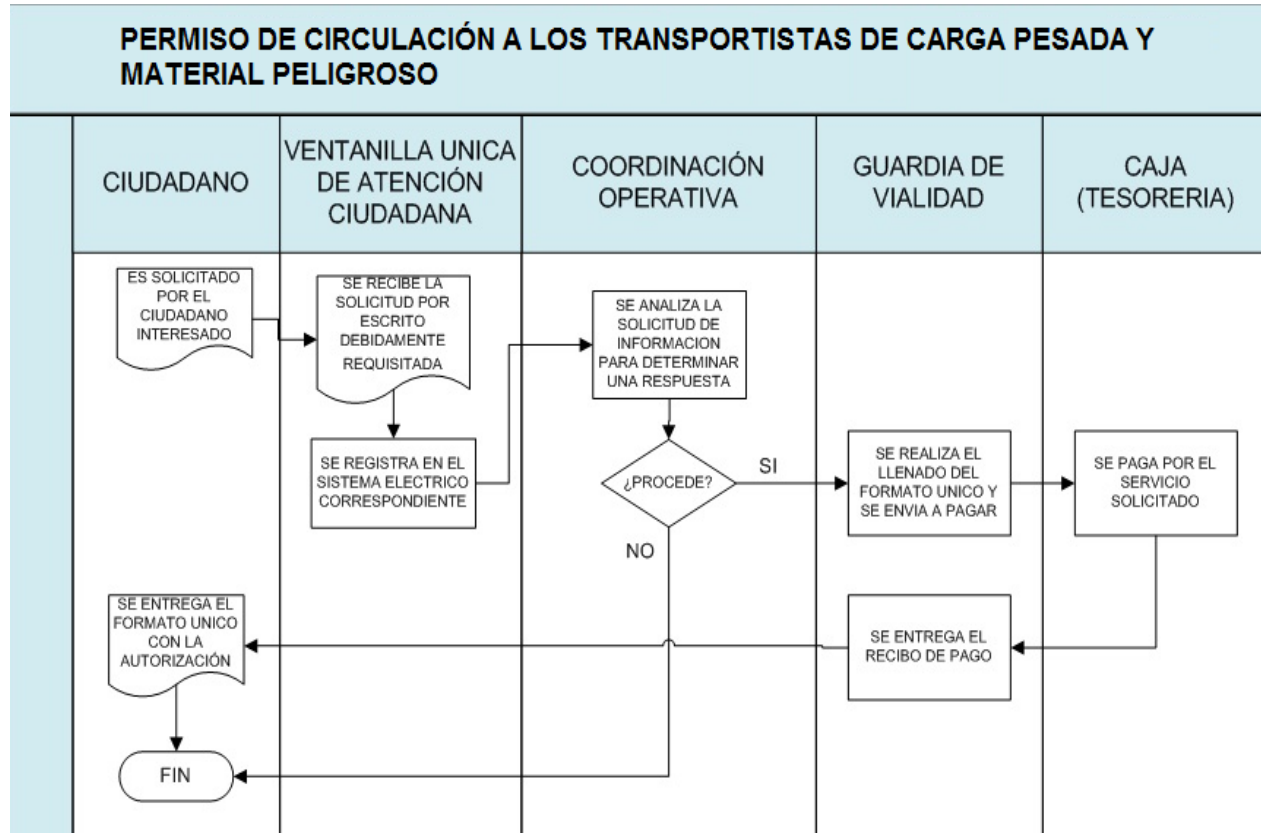 PERMISO DE CIRCULACIÓN A LOS TRANSPORTISTAS DE CARGA PESADA Y
MATERIAL PELIGROSO
CIUDADANO
VENTANILLA UNICA
DE ATENCIÓN
CIUDADANA
COORDINACIÓN
OPERATIVA
GUARDIA DE
VIALIDAD
CAJA
(TESORERIA)
ES SOLICITADO
POR EL
CIUDADANO
INTERESADO
SE RECIBE LA
SOLICITUD POR
ESCRITO
DEBIDAMENTE
REQUISITADA
SE REGISTRA EN EL
SISTEMA ELECTRICO
CORRESPONDIENTE
SE ANALIZA LA
SOLICITUD DE
INFORMACION
PARA DETERMINAR
UNA RESPUESTA
¿PROCEDE?
SI
NO
SE REALIZA EL
LLENADO DEL
FORMATO UNICO Y
SE ENVIA A PAGAR
SE PAGA POR EL
SERVICIO
SOLICITADO
SE ENTREGA EL
RECIBO DE PAGO
SE ENTREGA EL
FORMATO UNICO
CON LA
AUTORIZACIÓN
FIN